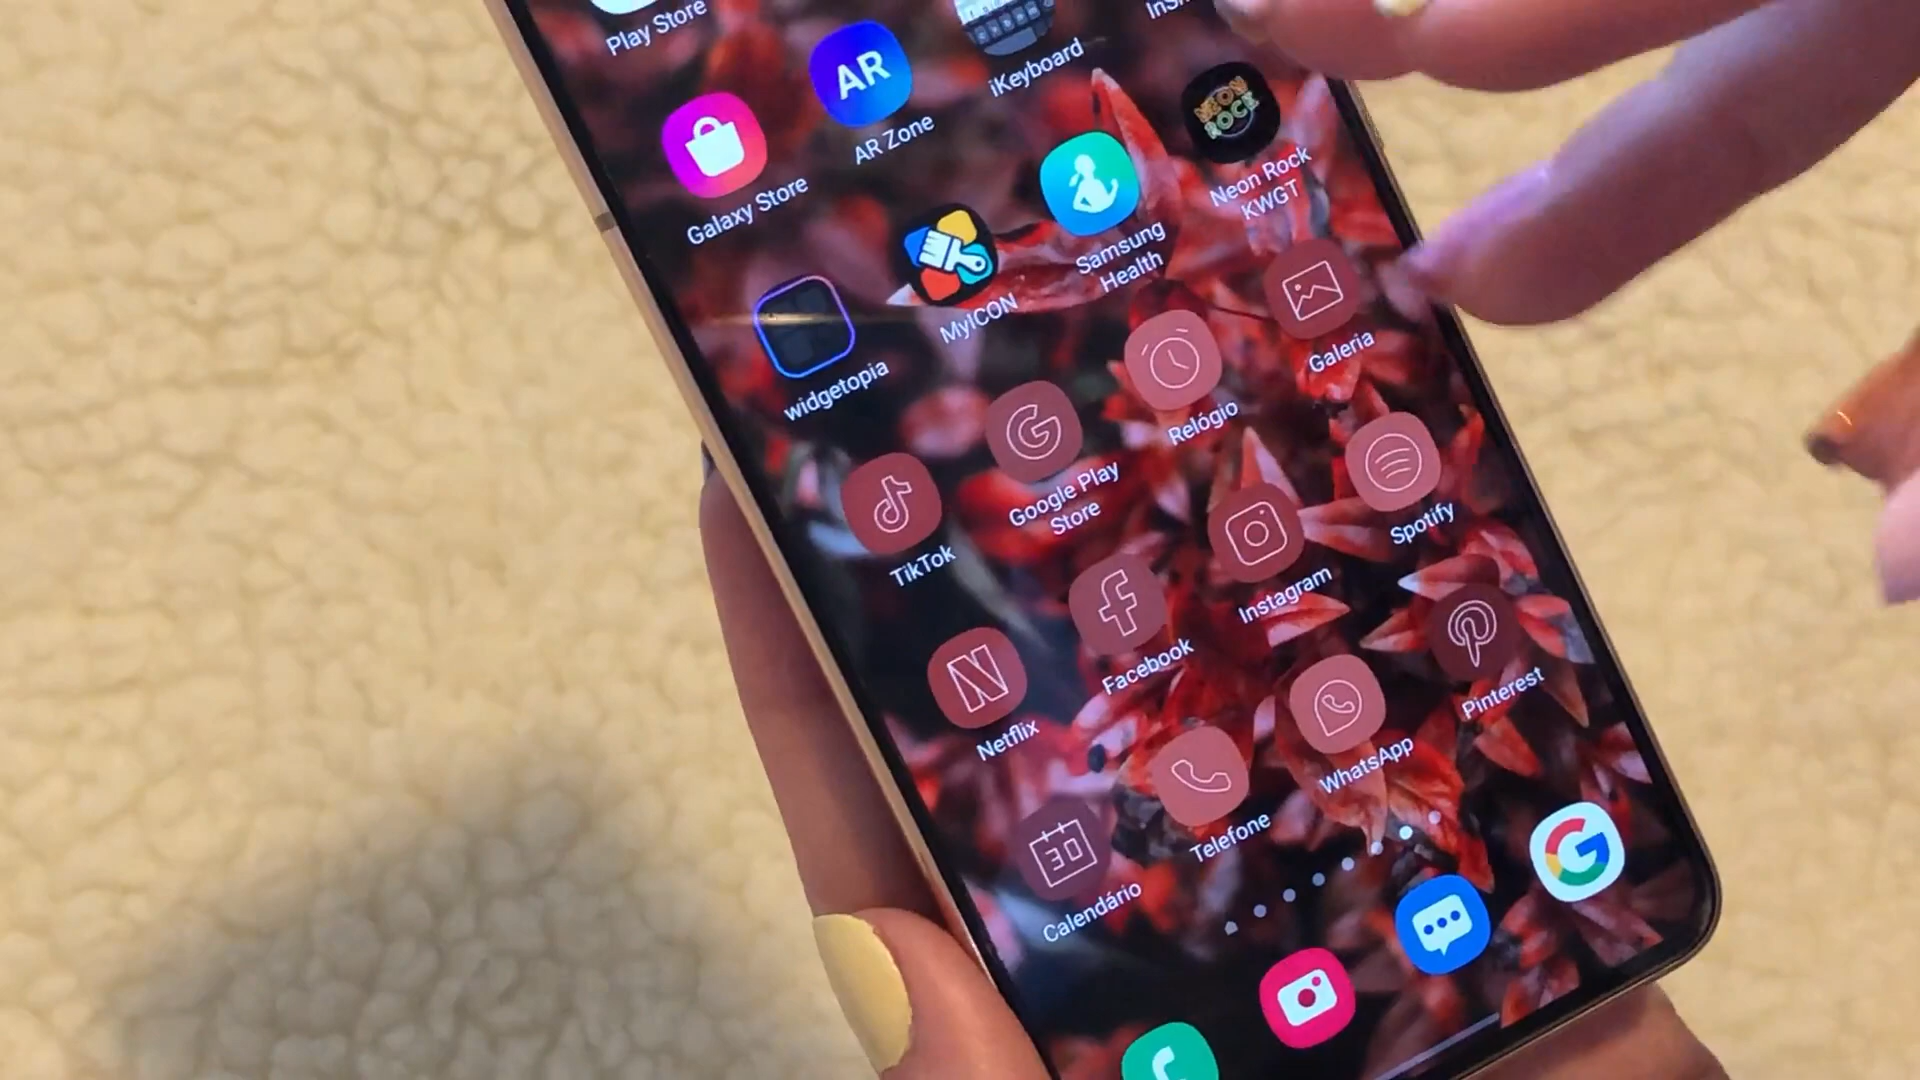 Play Store
AR
iKeyboard
Galaxy Store
AR Zone
NEON
ROCK
Samsung
Health
Neon Rock
KWGT
widgetopia
MyICON
Relógio
Galeria
TikTok
Google Play
Store
Instagram
Spotify
Netflix
Facebook
WhatsApp
Pinterest
30
Calendário
Telefone